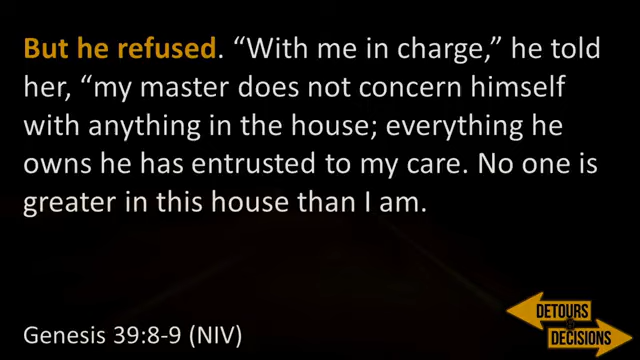 But he refused. “With me in charge,” he told
her, “my master does not concern himself
with anything in the house; everything he
owns he has entrusted to my care. No one is
greater in this house than I am.
Genesis 39:8-9 (NIV)
DETOURS
DECISIONS